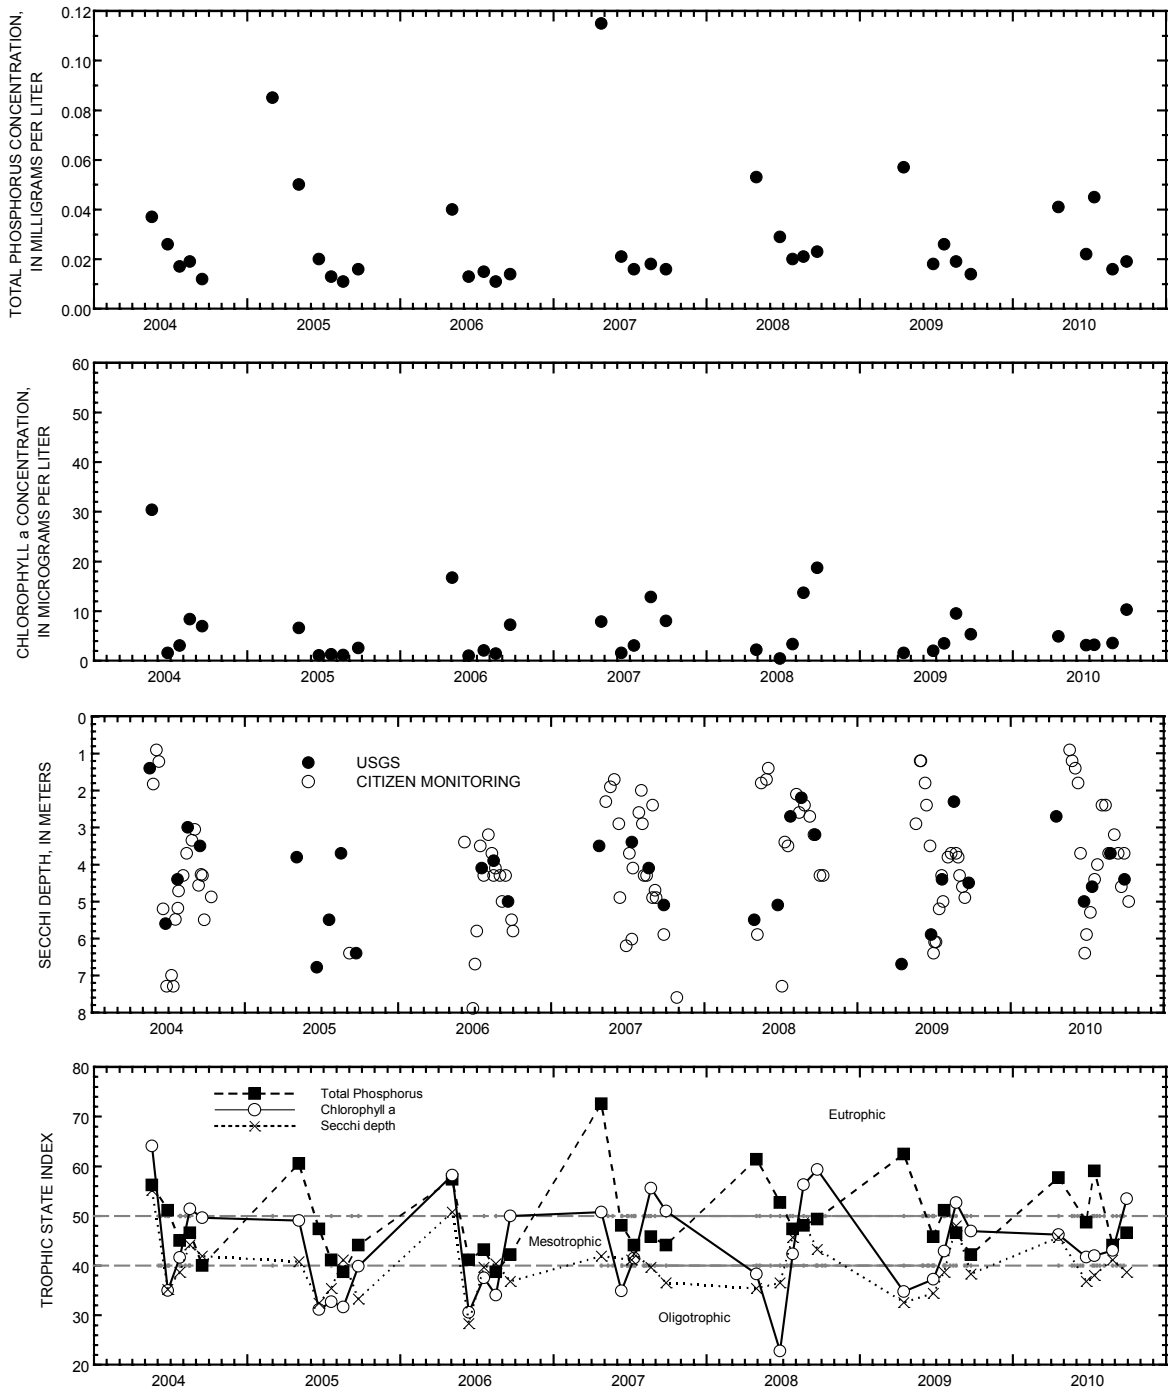 TOTAL PHOSPHORUS CONCENTRATION,
IN MILLIGRAMS PER LITER
0.12
0.10
0.08
0.06
0.04
0.02
0.00
2004 2005 2006 2007 2008 2009 2010
CHLOROPHYLL a CONCENTRATION,
IN MICROGRAMS PER LITER
60
50
40
30
20
10
0
2004 2005 2006 2007 2008 2009 2010
SECCHI DEPTH, IN METERS
0
1
2
3
4
5
6
7
8
USGS
CITIZEN MONITORING
2004 2005 2006 2007 2008 2009 2010
TROPHIC STATE INDEX
80
70
60
50
40
30
20
Total Phosphorus
Chlorophyll a
Secchi depth
Eutrophic
Mesotrophic
Oligotrophic
2004 2005 2006 2007 2008 2009 2010